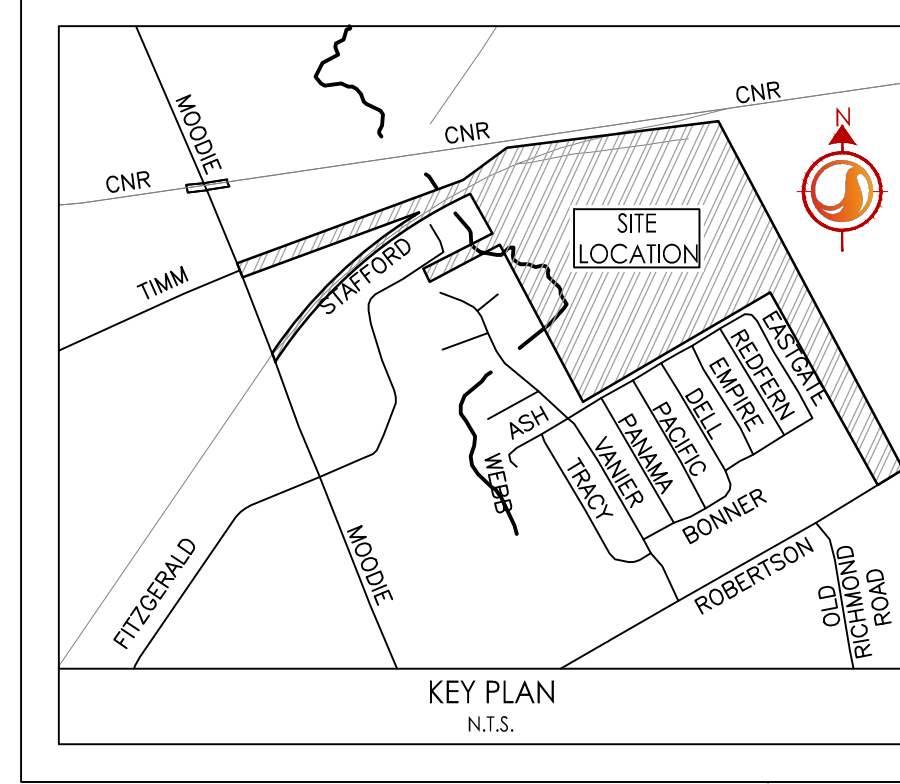 MOODIE
CNR
CNR
CNR
N
TIMM
STAFFORD
SITE
LOCATION
EASTGATE
REDFERN
EMPIRE
DELL
PACIFIC
PANAMA
VANIER
TRACY
ASH
WEBB
BONNER
ROBERTSON
MOODIE
FITZGERALD
OLD
RICHMOND
ROAD
KEY PLAN
N.T.S.